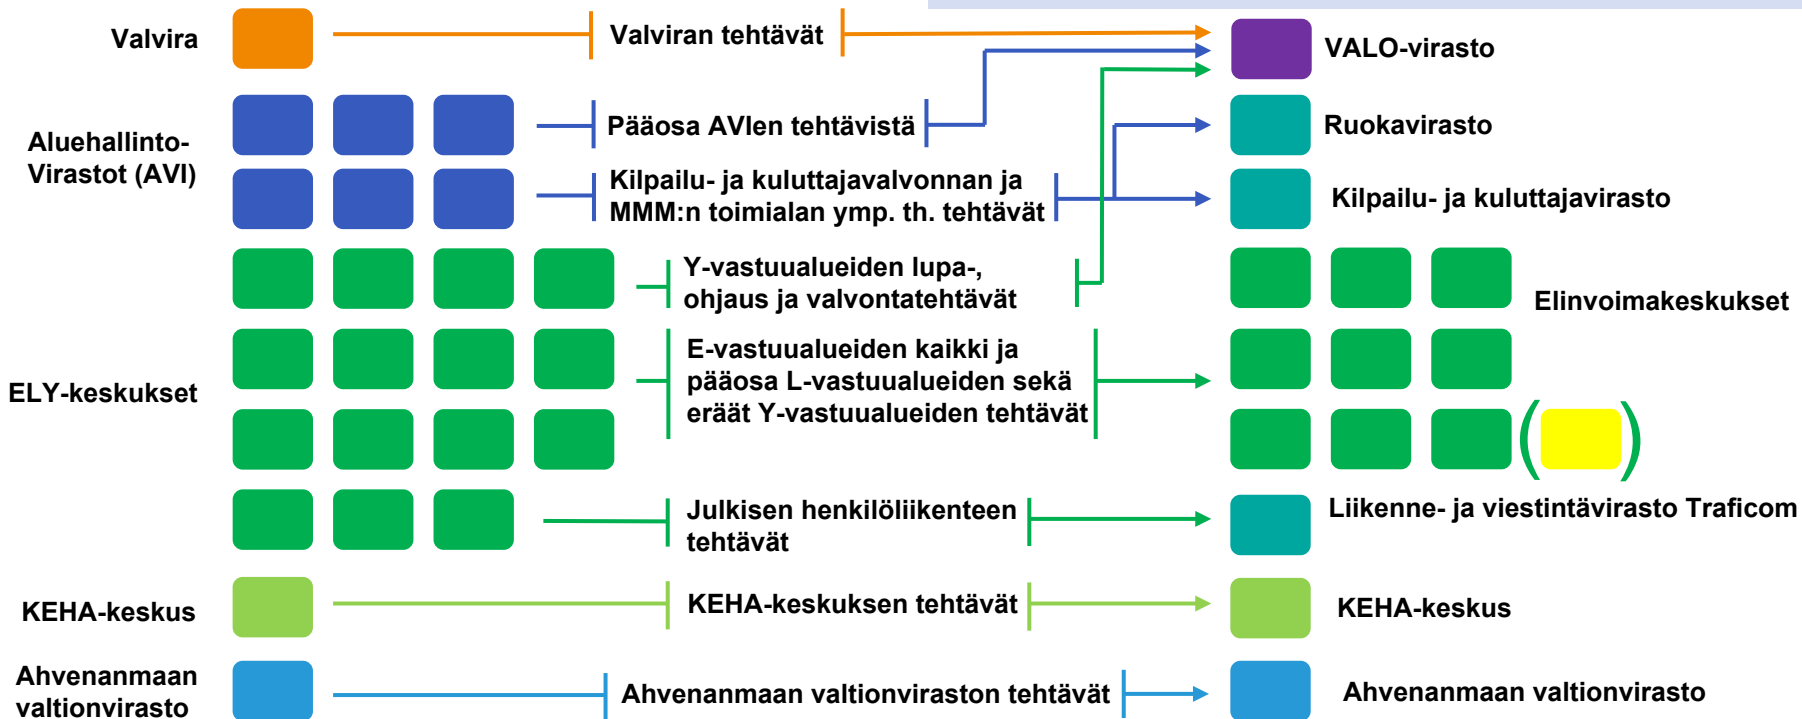 Valvira
Valviran tehtävät
VALO-virasto
Aluehallinto-
Virastot (AVI)
Pääosa AVIen tehtävistä
Ruokavirasto
Kilpailu- ja kuluttajavalvonnan ja
MMM:n toimialan ymp. th. tehtävät
Kilpailu- ja kuluttajavirasto
ELY-keskukset
Y-vastuualueiden lupa-,
ohjaus ja valvontatehtävät
Elinvoimakeskukset
E-vastuualueiden kaikki ja
pääosa L-vastuualueiden sekä
eräät Y-vastuualueiden tehtävät
( )
Julkisen henkilöliikenteen
tehtävät
Liikenne- ja viestintävirasto Traficom
KEHA-keskus
KEHA-keskuksen tehtävät
KEHA-keskus
Ahvenanmaan
valtionvirasto
Ahvenanmaan valtionviraston tehtävät
Ahvenanmaan valtionvirasto